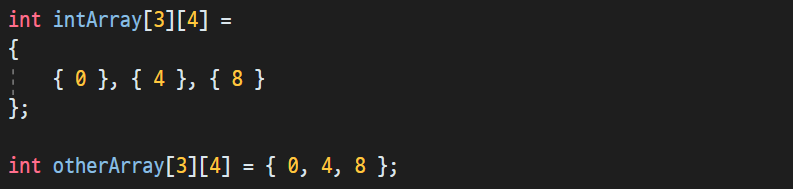 int intArray[3][4] =
{
    { 0 }, { 4 }, { 8 }
};

int otherArray[3][4] = { 0, 4, 8 };